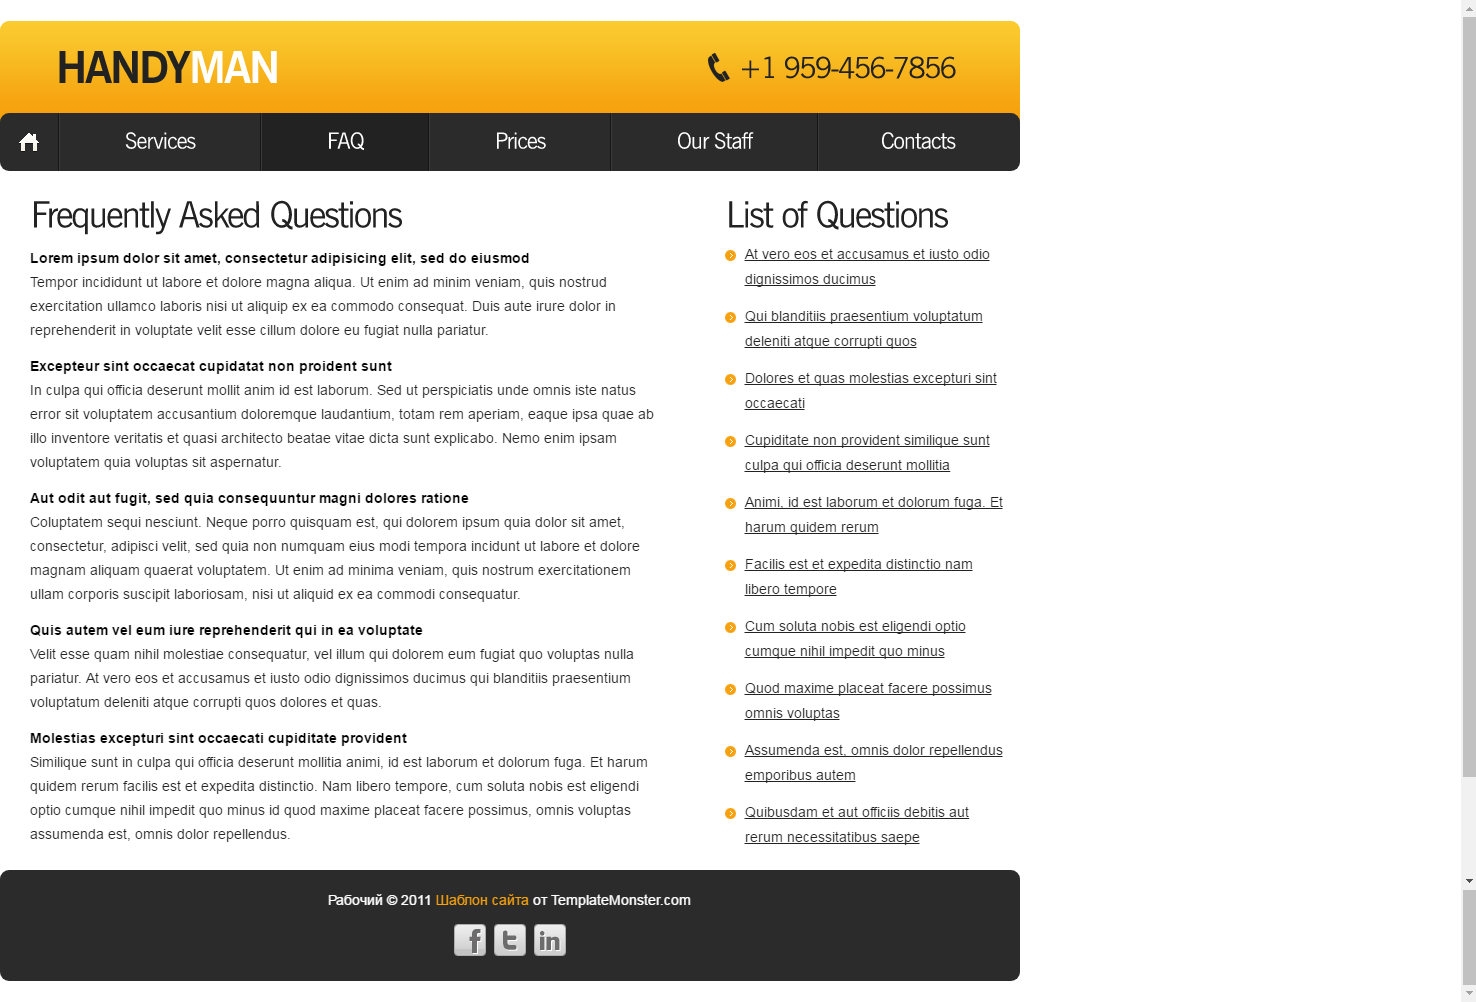 HANDYMAN
+1 959-456-7856
Services
FAQ
Prices
Our Staff
Contacts
Frequently Asked Questions
Lorem ipsum dolor sit amet, consectetur adipisicing elit, sed do eiusmod
Tempor incididunt ut labore et dolore magna aliqua. Ut enim ad minim veniam, quis nostrud
exercitation ullamco laboris nisi ut aliquip ex ea commodo consequat. Duis aute irure dolor in
reprehenderit in voluptate velit esse cillum dolore eu fugiat nulla pariatur.
Excepteur sint occaecat cupidatat non proident sunt
In culpa qui officia deserunt mollit anim id est laborum. Sed ut perspiciatis unde omnis iste natus
error sit voluptatem accusantium doloremque laudantium, totam rem aperiam, eaque ipsa quae ab
illo inventore veritatis et quasi architecto beatae vitae dicta sunt explicabo. Nemo enim ipsam
voluptatem quia voluptas sit aspernatur.
Aut odit aut fugit, sed quia consequuntur magni dolores ratione
Coluptatem sequi nesciunt. Neque porro quisquam est, qui dolorem ipsum quia dolor sit amet,
consectetur, adipisci velit, sed quia non numquam eius modi tempora incidunt ut labore et dolore
magnam aliquam quaerat voluptatem. Ut enim ad minima veniam, quis nostrum exercitationem
ullam corporis suscipit laboriosam, nisi ut aliquid ex ea commodi consequatur.
Quis autem vel eum iure reprehenderit qui in ea voluptate
Velit esse quam nihil molestiae consequatur, vel illum qui dolorem eum fugiat quo voluptas nulla
pariatur. At vero eos et accusamus et iusto odio dignissimos ducimus qui blanditiis praesentium
voluptatum deleniti atque corrupti quos dolores et quas.
Molestias excepturi sint occaecati cupiditate provident
Similique sunt in culpa qui officia deserunt mollitia animi, id est laborum et dolorum fuga. Et harum
quidem rerum facilis est et expedita distinctio. Nam libero tempore, cum soluta nobis est eligendi
optio cumque nihil impedit quo minus id quod maxime placeat facere possimus, omnis voluptas
assumenda est, omnis dolor repellendus.
List of Questions
At vero eos et accusamus et iusto odio
dignissimos ducimus
Qui blanditiis praesentium voluptatum
deleniti atque corrupti quos
Dolores et quas molestias excepturi sint
occaecati
Cupiditate non provident similique sunt
culpa qui officia deserunt mollitia
Animi, id est laborum et dolorum fuga. Et
harum quidem rerum
Facilis est et expedita distinctio nam
libero tempore
Cum soluta nobis est eligendi optio
cumque nihil impedit quo minus
Quod maxime placeat facere possimus
omnis voluptas
Assumenda est, omnis dolor repellendus
emporibus autem
Quibusdam et aut officiis debitis aut
rerum necessitatibus saepe
Рабочий © 2011 Шаблон сайта от TemplateMonster.com
f
t
in